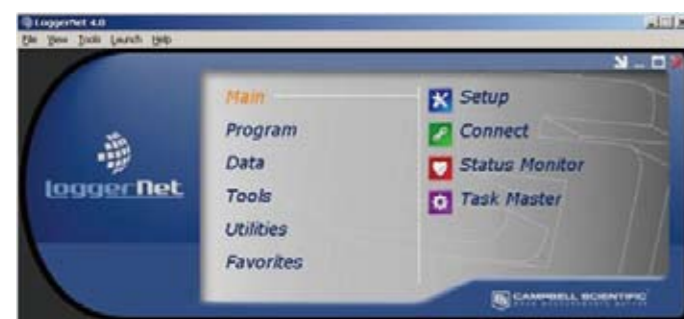 LoggerNet 4.0
File View Tools Launch Help
Main
Program
Data
Tools
Utilities
Favorites
Setup
Connect
Status Monitor
Task Master
LoggerNet
CAMPBELL SCIENTIFIC